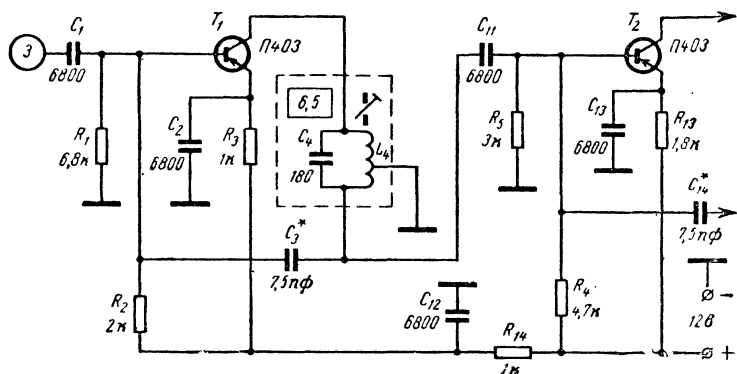 3
C1
6800
T1
П403
R1
6,8к
C2
6800
R3
1к
6,5
C4
180
L4
C3*
7,5пф
R2
2к
C12
6800
R14
1к
C11
6800
R5
3к
T2
П403
C13
6800
R13
1,8к
C14*
7,5пф
R4
4,7к
−
12В
+